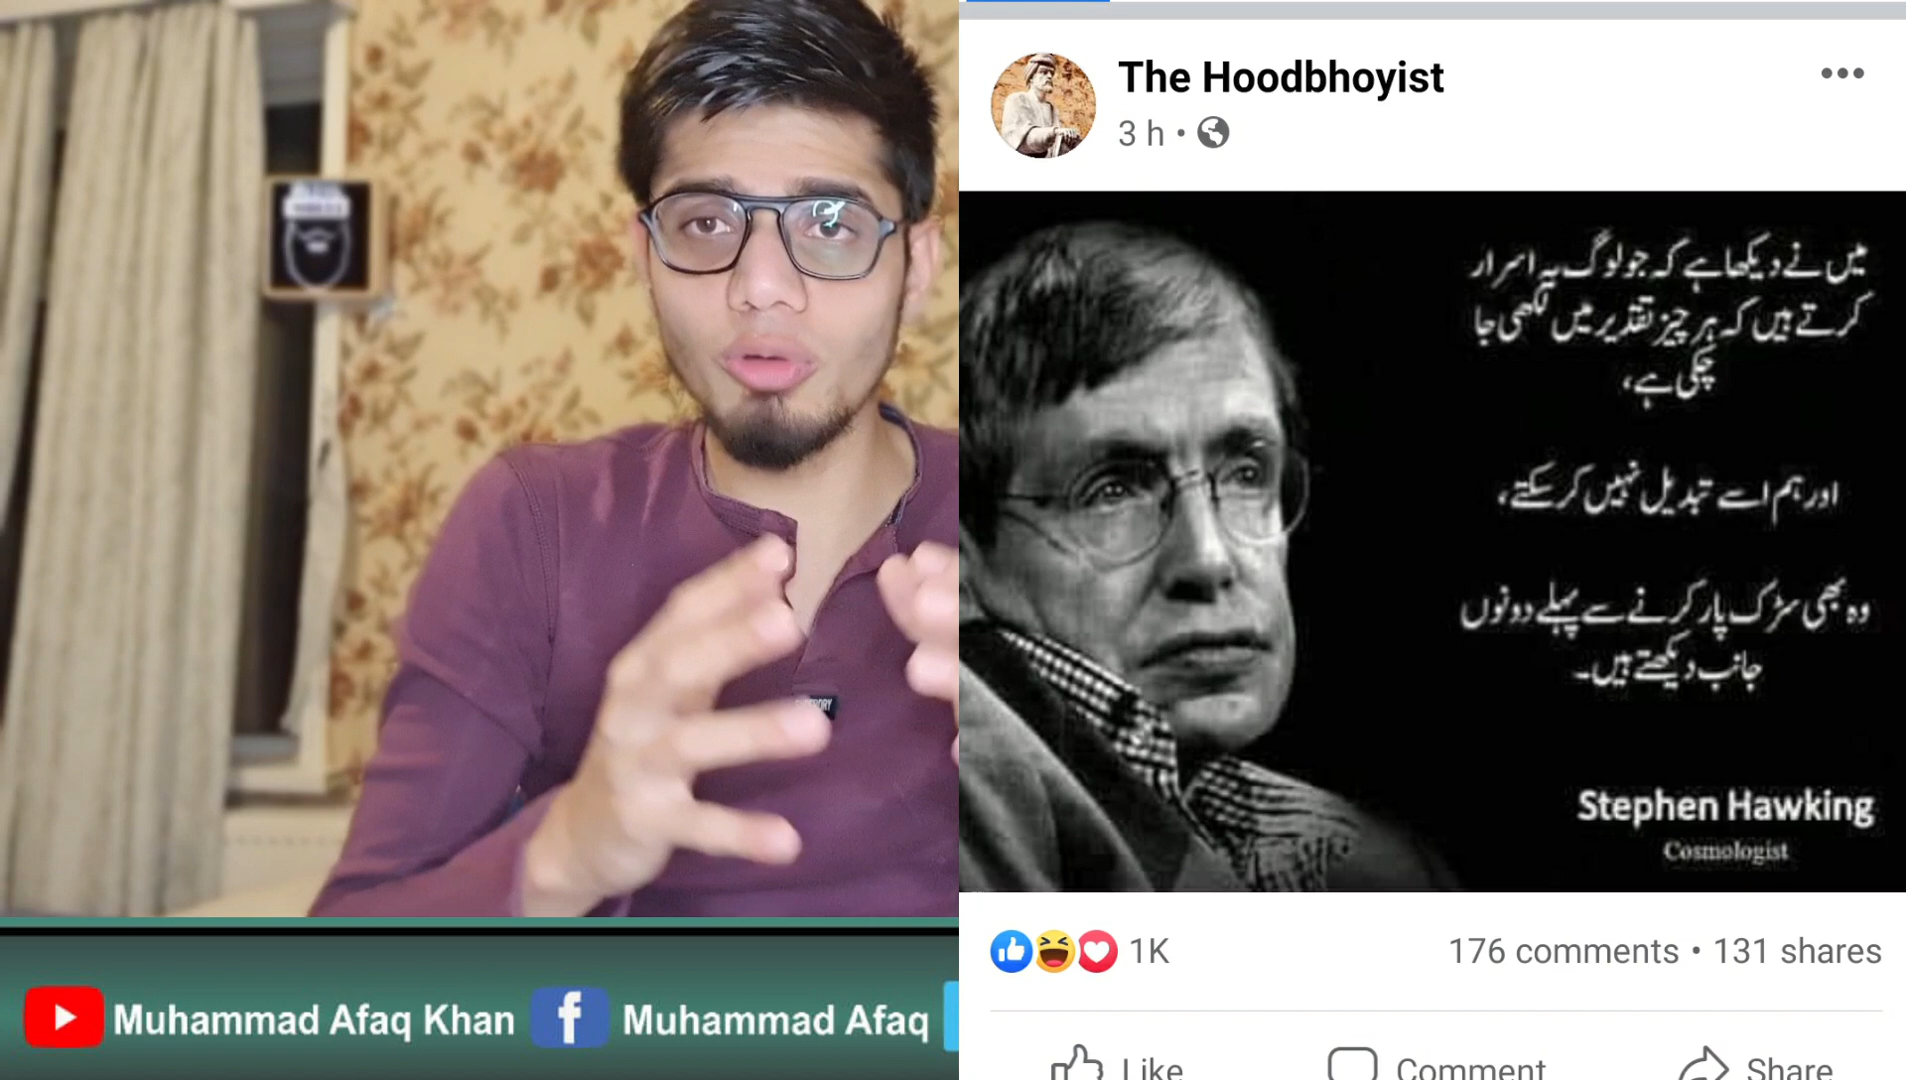 Muhammad Afaq Khan
Muhammad Afaq
The Hoodbhoyist
3 h
میں نے دیکھا ہے کہ جو لوگ یہ اسرار
کرتے ہیں کہ ہر چیز تقدیر میں لکھی جا
چکی ہے،
اور ہم اسے تبدیل نہیں کر سکتے،
وہ بھی سڑک پار کرنے سے پہلے دونوں
جانب دیکھتے ہیں۔
Stephen Hawking
Cosmologist
1K
176 comments • 131 shares
Like
Comment
Share